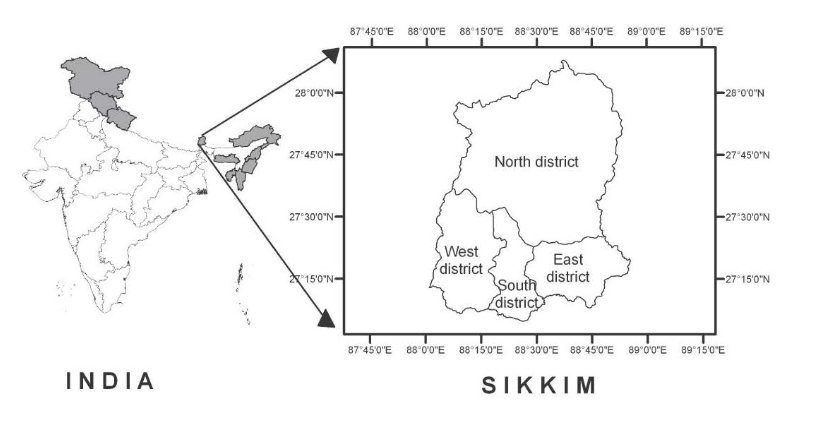 87°45'0"E 88°0'0"E 88°15'0"E 88°30'0"E 88°45'0"E 89°0'0"E 89°15'0"E
28°0'0"N 28°0'0"N
27°45'0"N North district 27°45'0"N
27°30'0"N 27°30'0"N
West
district
East
district
27°15'0"N 27°15'0"N
South
district
87°45'0"E 88°0'0"E 88°15'0"E 88°30'0"E 88°45'0"E 89°0'0"E 89°15'0"E
INDIA
SIKKIM